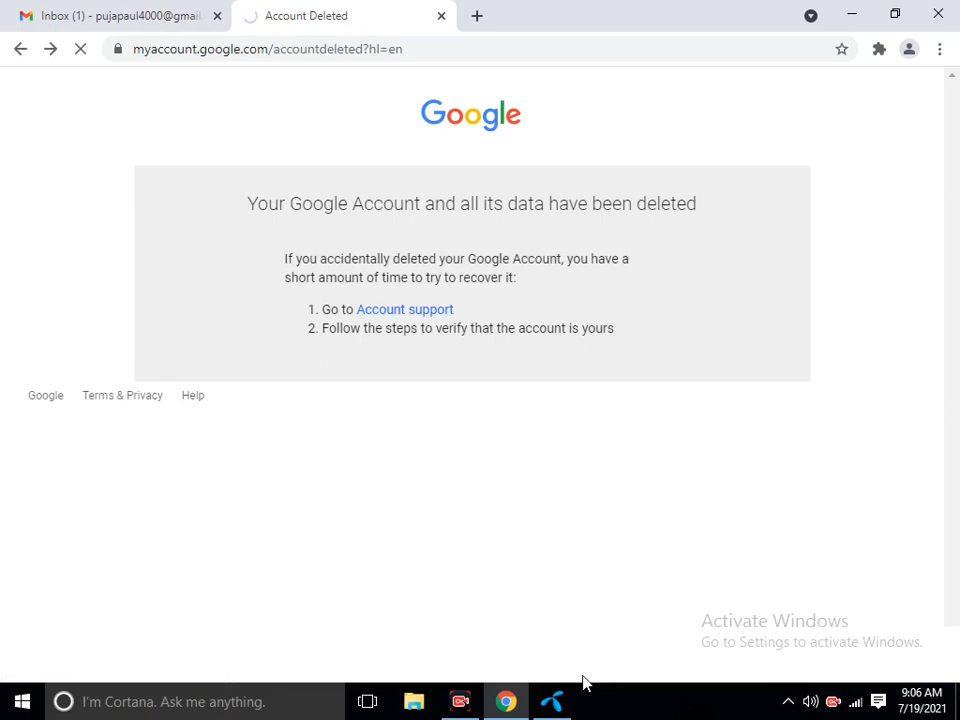 Inbox (1) - pujapaul4000@gmail.
Account Deleted
myaccount.google.com/accountdeleted?hl=en
Google
Your Google Account and all its data have been deleted
If you accidentally deleted your Google Account, you have a
short amount of time to try to recover it:
1. Go to Account support
2. Follow the steps to verify that the account is yours
Google Terms & Privacy Help
Activate Windows
Go to Settings to activate Windows.
I'm Cortana. Ask me anything.
9:06 AM
7/19/2021